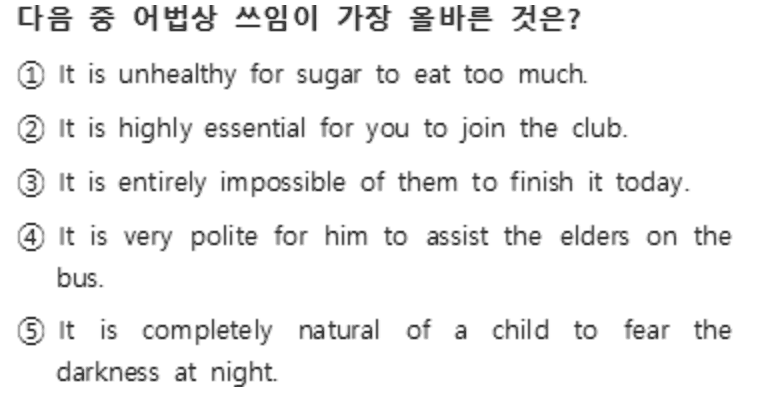 다음 중 어법상 쓰임이 가장 올바른 것은?
① It is unhealthy for sugar to eat too much.
② It is highly essential for you to join the club.
③ It is entirely impossible of them to finish it today.
④ It is very polite for him to assist the elders on the
bus.
⑤ It is completely natural of a child to fear the
darkness at night.